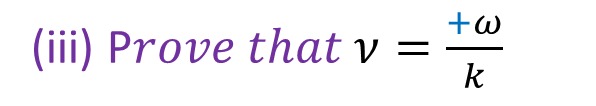 (iii) Prove that v = +ω/k